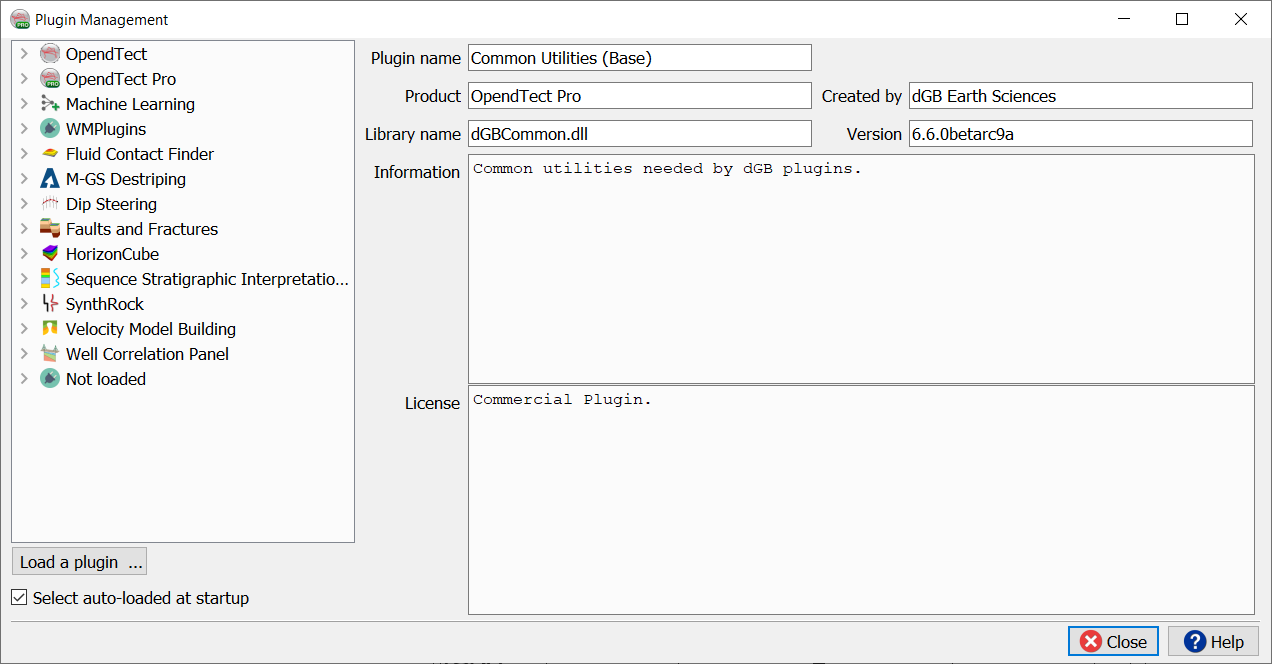 Plugin Management
OpendTect
OpendTect Pro
Machine Learning
WMPlugins
Fluid Contact Finder
M-GS Destriping
Dip Steering
Faults and Fractures
HorizonCube
Sequence Stratigraphic Interpretatio...
SynthRock
Velocity Model Building
Well Correlation Panel
Not loaded
Load a plugin ...
Select auto-loaded at startup
Plugin name Common Utilities (Base)
Product OpendTect Pro Created by dGB Earth Sciences
Library name dGBCommon.dll Version 6.6.0betarc9a
Information Common utilities needed by dGB plugins.
License Commercial Plugin.
Close Help